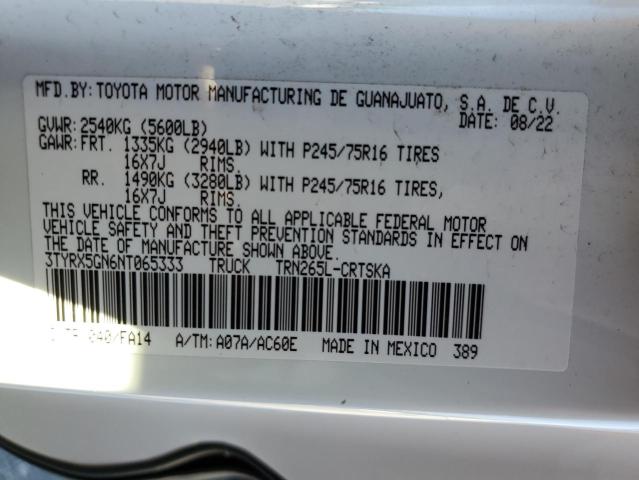 MFD.BY: TOYOTA MOTOR MANUFACTURING DE GUANAJUATO, S.A. DE C.V.
DATE: 08/22
GVWR: 2540KG (5600LB)
GAWR: FRT. 1335KG (2940LB) WITH P245/75R16 TIRES
16X7J RIMS.
RR. 1490KG (3280LB) WITH P245/75R16 TIRES,
16X7J RIMS.
THIS VEHICLE CONFORMS TO ALL APPLICABLE FEDERAL MOTOR
VEHICLE SAFETY AND THEFT PREVENTION STANDARDS IN EFFECT ON
THE DATE OF MANUFACTURE SHOWN ABOVE.
3TYRX5GN6NT065333 TRUCK TRN265L-CRTSKA
040/FA14 A/TM: A07A/AC60E MADE IN MEXICO 389